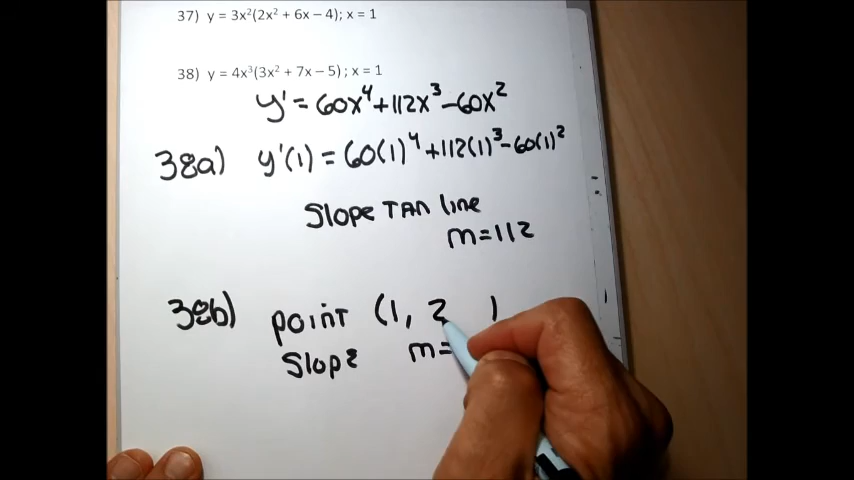 37) y = 3x²(2x² + 6x – 4); x = 1
38) y = 4x³(3x² + 7x – 5) ; x = 1
y' = 60x⁴ + 112x³ - 60x²
38a) y'(1) = 60(1)⁴ + 112(1)³ - 60(1)²
Slope TAN line
m = 112
38b) point (1, 2 )
Slope m =